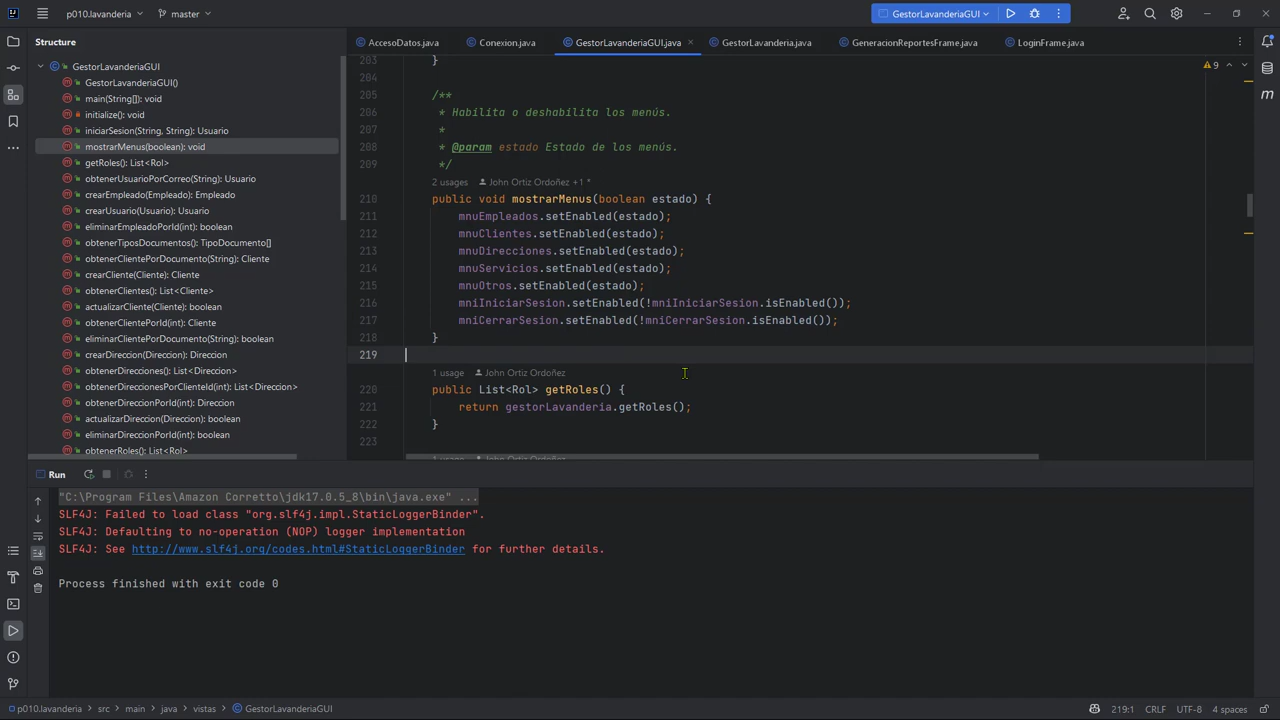 p010.lavanderia master GestorLavanderiaGUI
Structure
GestorLavanderiaGUI
GestorLavanderiaGUI()
main(String[]): void
initialize(): void
iniciarSesion(String, String): Usuario
mostrarMenus(boolean): void
getRoles(): List<Rol>
obtenerUsuarioPorCorreo(String): Usuario
crearEmpleado(Empleado): Empleado
crearUsuario(Usuario): Usuario
eliminarEmpleadoPorId(int): boolean
obtenerTiposDocumentos(): TipoDocumento[]
obtenerClientePorDocumento(String): Cliente
crearCliente(Cliente): Cliente
obtenerClientes(): List<Cliente>
actualizarCliente(Cliente): boolean
obtenerClientePorId(int): Cliente
eliminarClientePorDocumento(String): boolean
crearDireccion(Direccion): Direccion
obtenerDirecciones(): List<Direccion>
obtenerDireccionesPorClienteId(int): List<Direccion>
obtenerDireccionPorId(int): Direccion
actualizarDireccion(Direccion): boolean
eliminarDireccionPorId(int): boolean
obtenerRoles(): List<Rol>
AccesoDatos.java Conexion.java GestorLavanderiaGUI.java GestorLavanderia.java GeneracionReportesFrame.java LoginFrame.java
9
203 }
204
205 /**
206 * Habilita o deshabilita los menús.
207 *
208 * @param estado Estado de los menús.
209 */
2 usages John Ortiz Ordoñez +1 *
210 public void mostrarMenus(boolean estado) {
211 mnuEmpleados.setEnabled(estado);
212 mnuClientes.setEnabled(estado);
213 mnuDirecciones.setEnabled(estado);
214 mnuServicios.setEnabled(estado);
215 mnuOtros.setEnabled(estado);
216 mniIniciarSesion.setEnabled(!mniIniciarSesion.isEnabled());
217 mniCerrarSesion.setEnabled(!mniCerrarSesion.isEnabled());
218 }
219
1 usage John Ortiz Ordoñez
220 public List<Rol> getRoles() {
221 return gestorLavanderia.getRoles();
222 }
223
1 usage John Ortiz Ordoñez
Run
"C:\Program Files\Amazon Corretto\jdk17.0.5_8\bin\java.exe" ...
SLF4J: Failed to load class "org.slf4j.impl.StaticLoggerBinder".
SLF4J: Defaulting to no-operation (NOP) logger implementation
SLF4J: See http://www.slf4j.org/codes.html#StaticLoggerBinder for further details.
Process finished with exit code 0
p010.lavanderia > src > main > java > vistas > GestorLavanderiaGUI 219:1 CRLF UTF-8 4 spaces